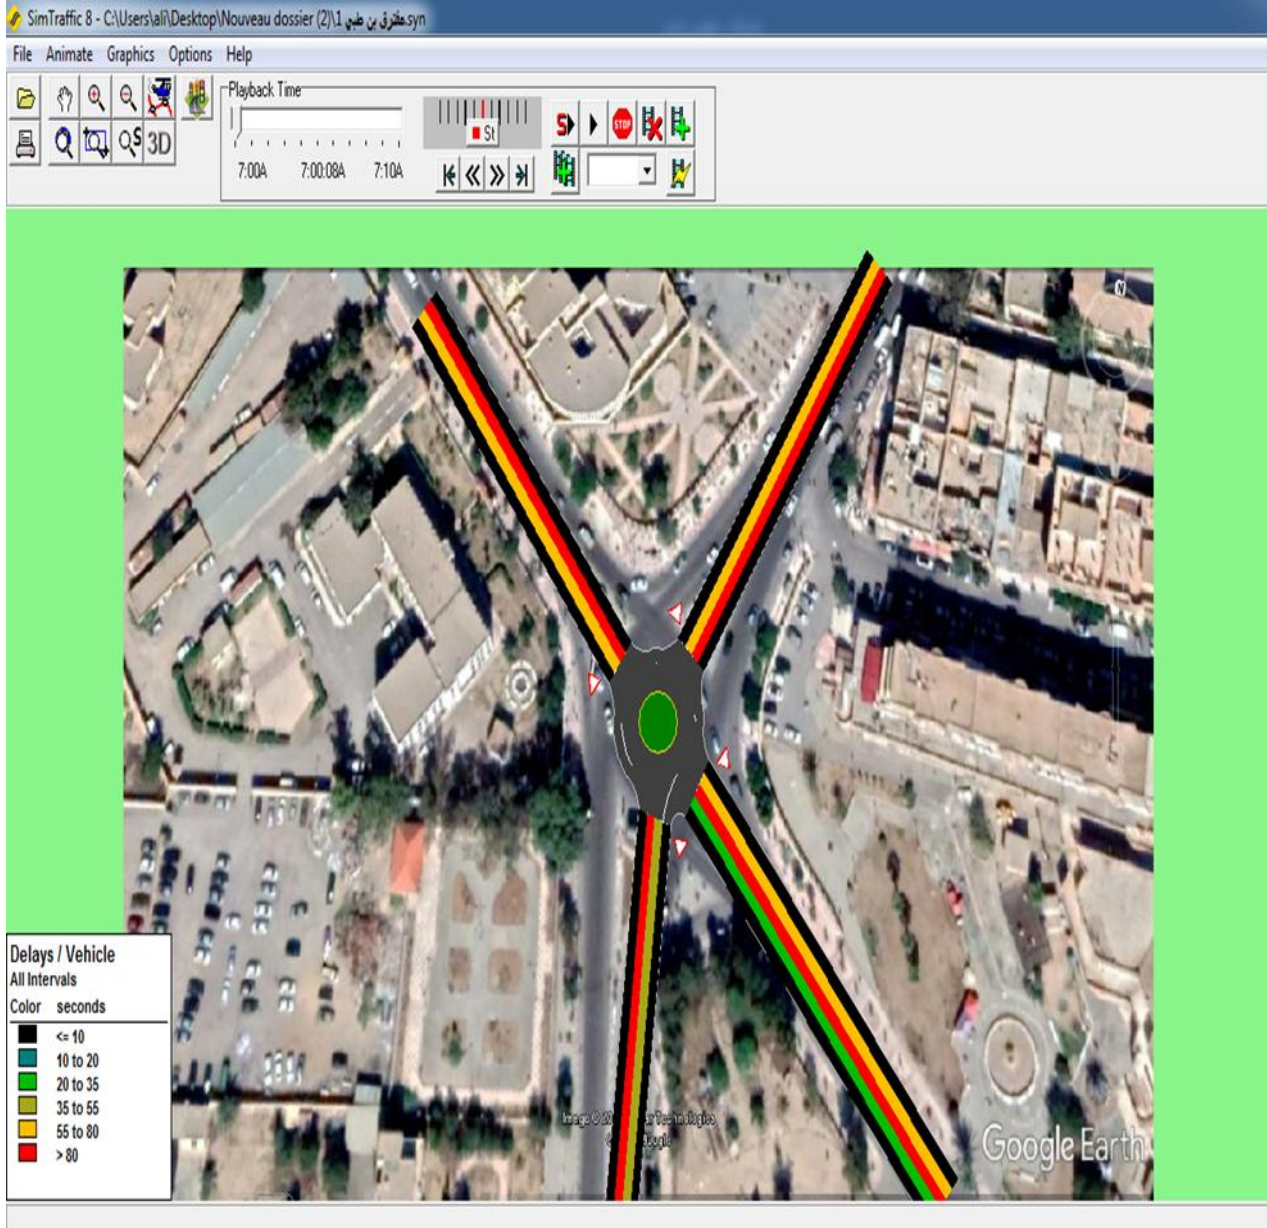 SimTraffic 8 - C:\Users\ali\Desktop\Nouveau dossier (2)\1 مفترق بن طبي.syn
File Animate Graphics Options Help
Playback Time
St
S
STOP
S
3D
7:00A 7:00:08A 7:10A
N
Delays / Vehicle
All Intervals
Color seconds
<= 10
10 to 20
20 to 35
35 to 55
55 to 80
> 80
Google Earth